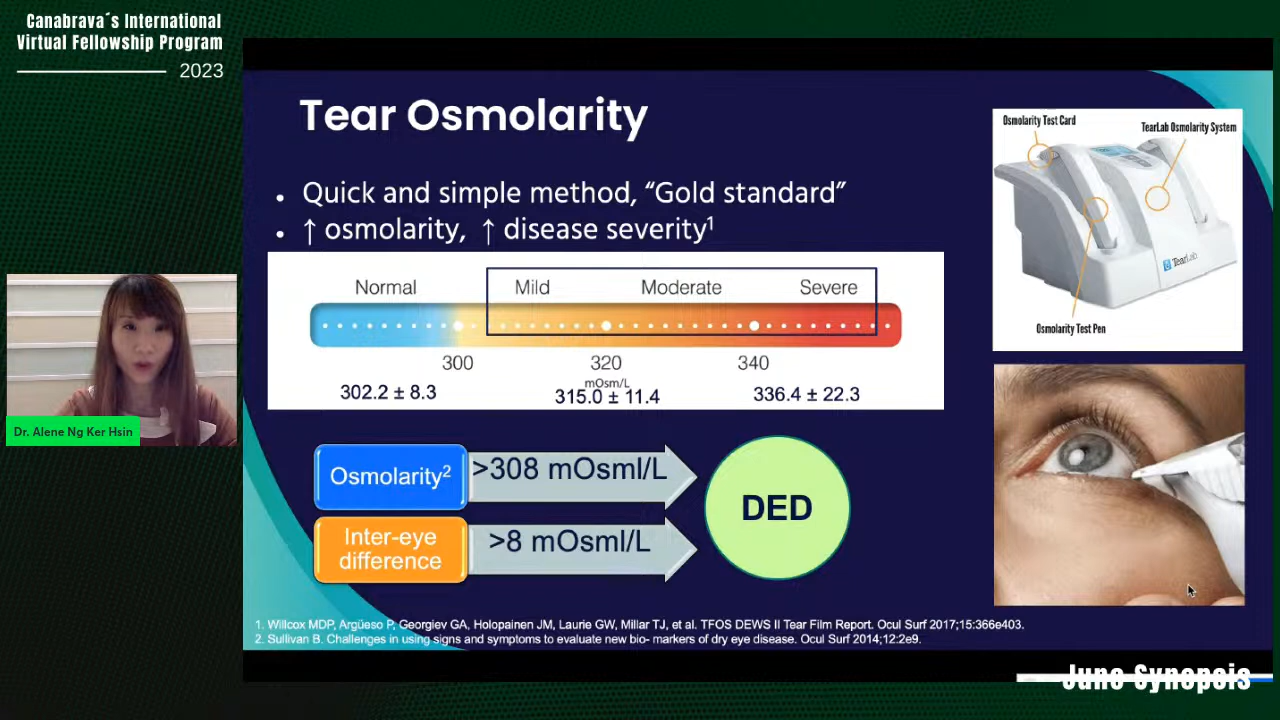 Canabrava´s International
Virtual Fellowship Program
2023
Tear Osmolarity
• Quick and simple method, “Gold standard”
• ↑ osmolarity, ↑ disease severity1
Normal Mild Moderate Severe
300 320 340
mOsm/L
302.2 ± 8.3 315.0 ± 11.4 336.4 ± 22.3
Osmolarity2 >308 mOsml/L
Inter-eye
difference
>8 mOsml/L
DED
Osmolarity Test Card
TearLab Osmolarity System
TearLab
Osmolarity Test Pen
Dr. Alene Ng Ker Hsin
1. Willcox MDP, Argüeso P, Georgiev GA, Holopainen JM, Laurie GW, Millar TJ, et al. TFOS DEWS II Tear Film Report. Ocul Surf 2017;15:366e403.
2. Sullivan B. Challenges in using signs and symptoms to evaluate new bio- markers of dry eye disease. Ocul Surf 2014;12:2e9.
June Synopsis